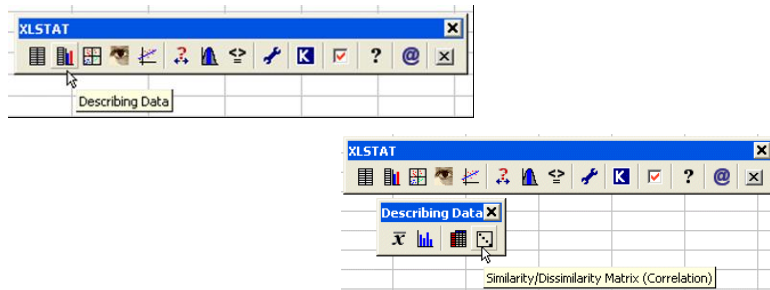 XLSTAT
Describing Data
XLSTAT
Describing Data
Similarity/Dissimilarity Matrix (Correlation)